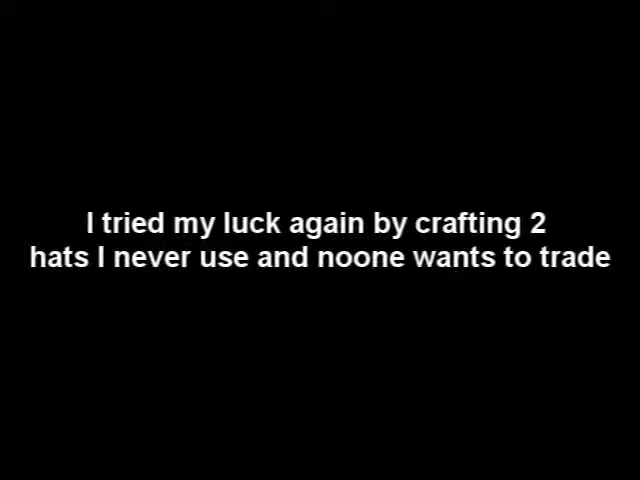 I tried my luck again by crafting 2
hats I never use and noone wants to trade